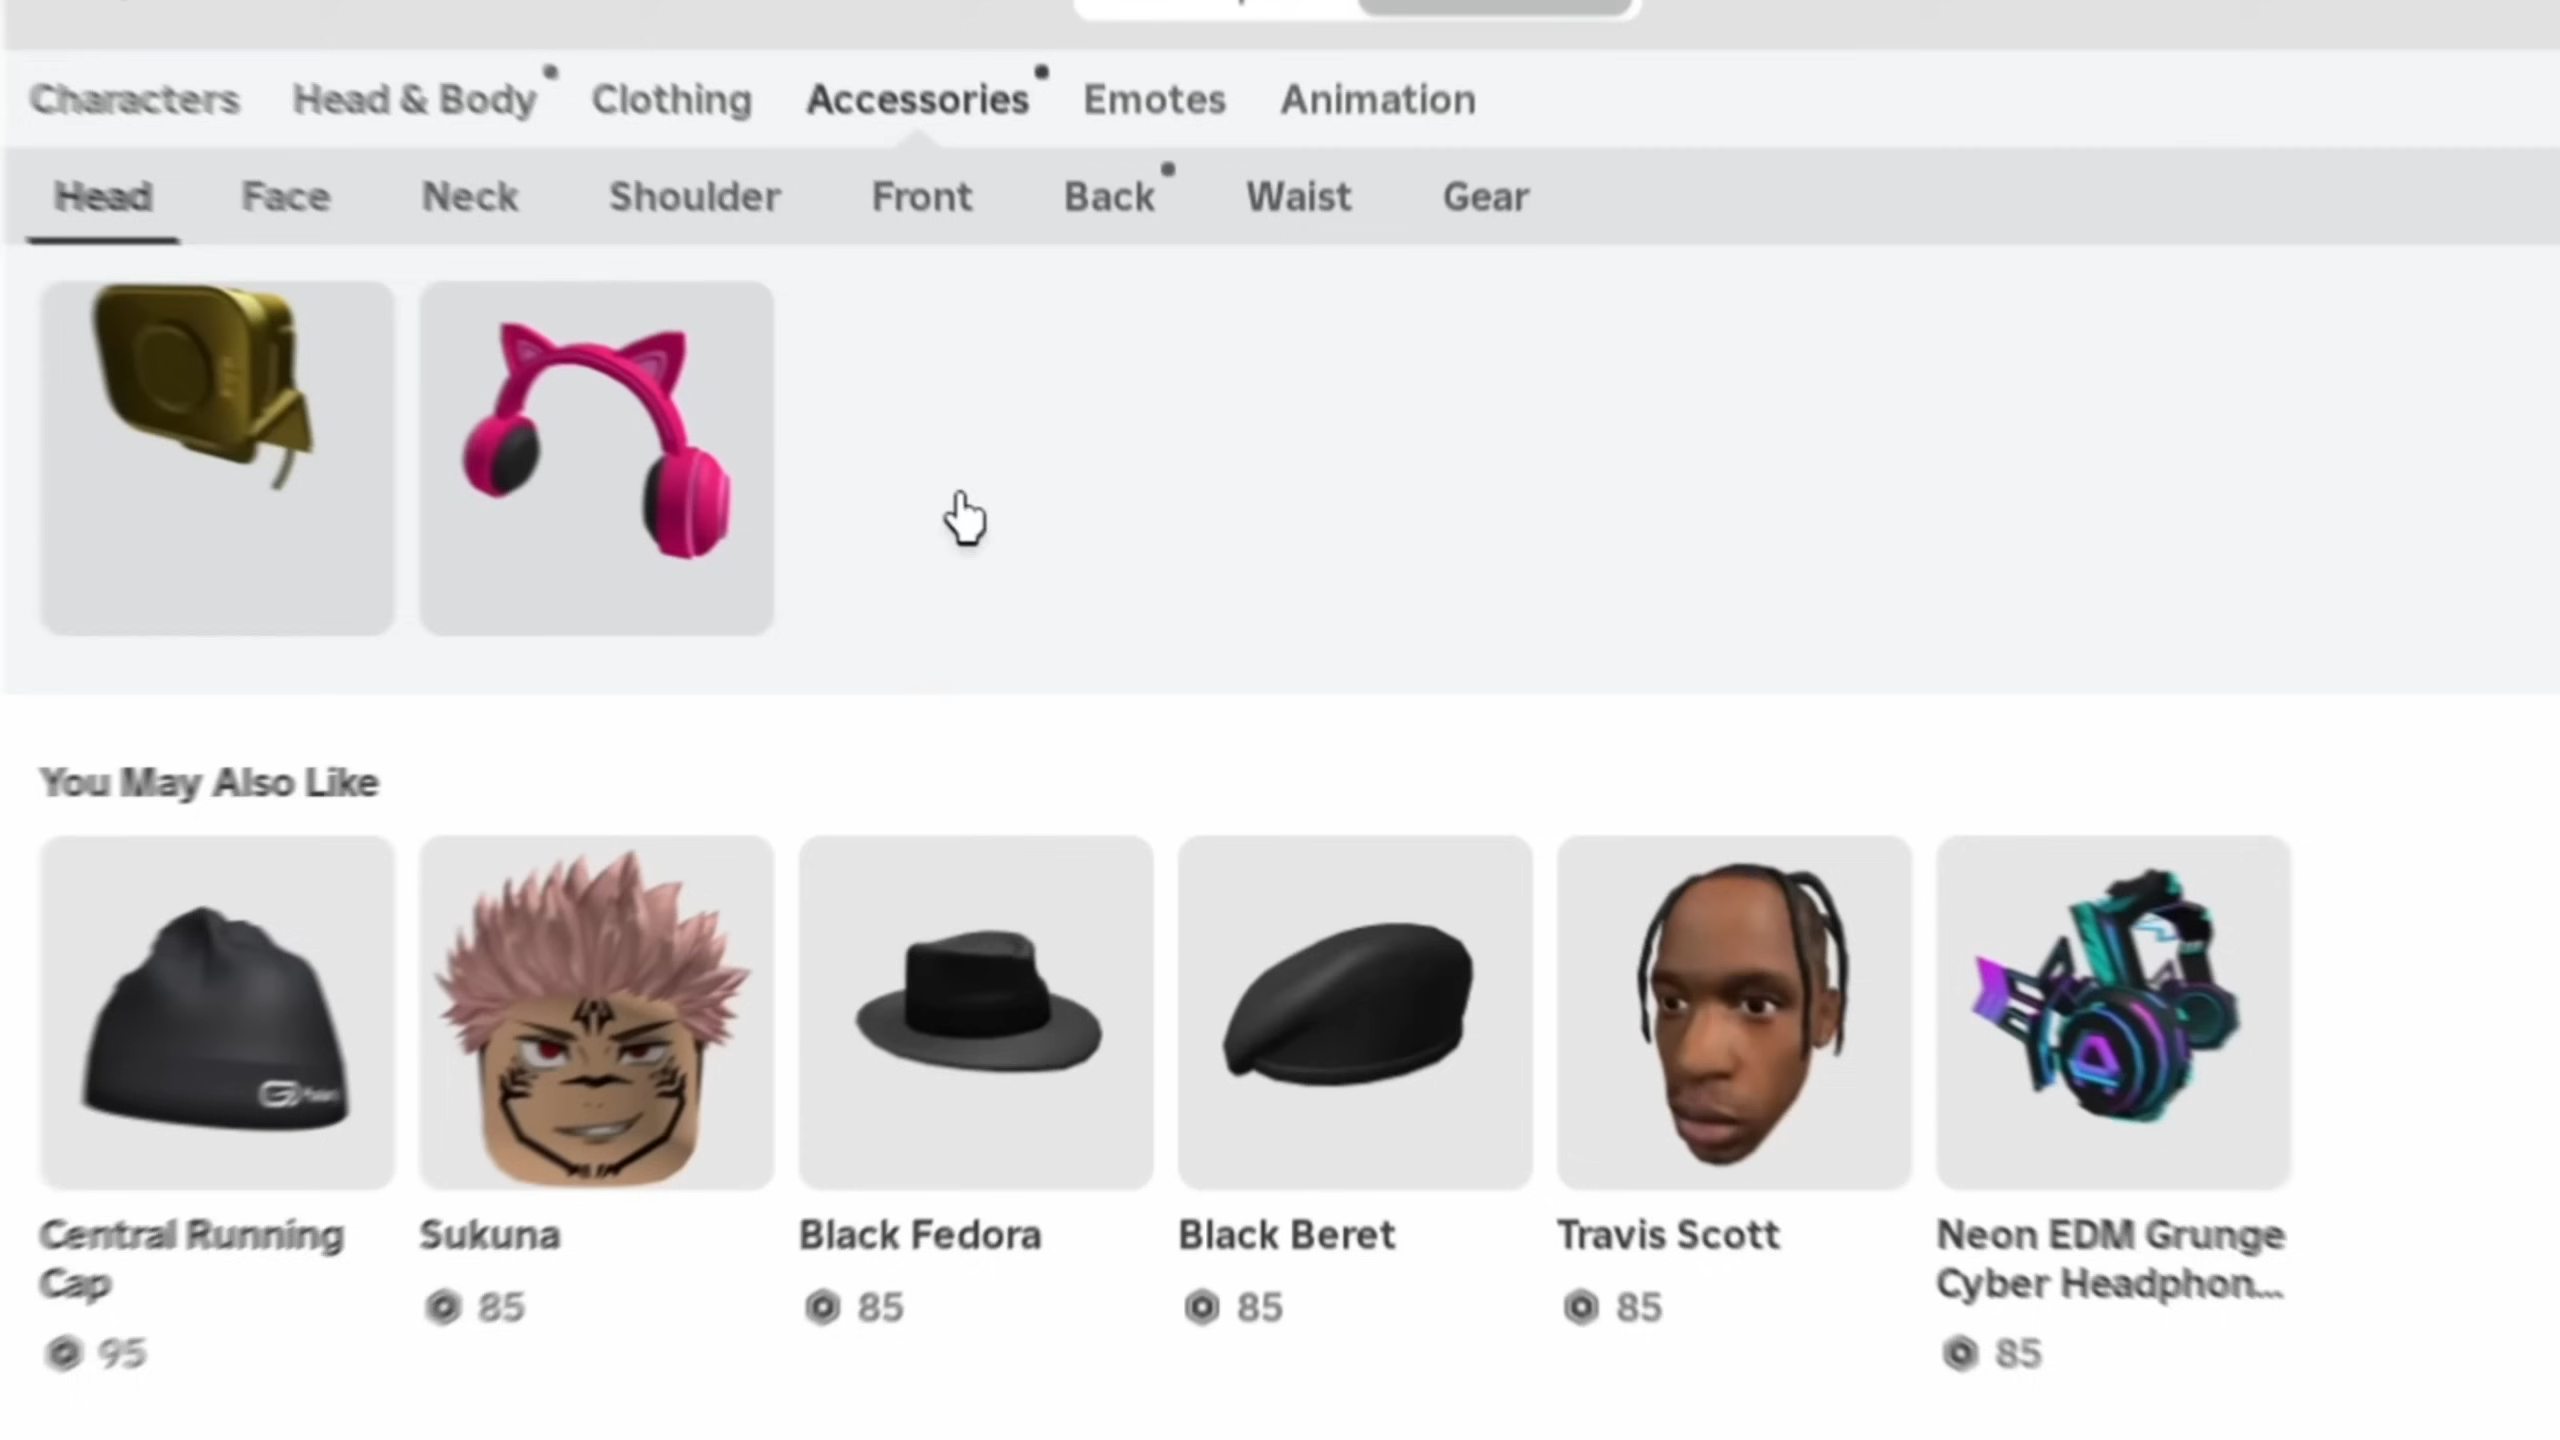 Characters Head & Body Clothing Accessories Emotes Animation
Head Face Neck Shoulder Front Back Waist Gear
You May Also Like
Central Running
Cap
95
Sukuna
85
Black Fedora
85
Black Beret
85
Travis Scott
85
Neon EDM Grunge
Cyber Headphon...
85